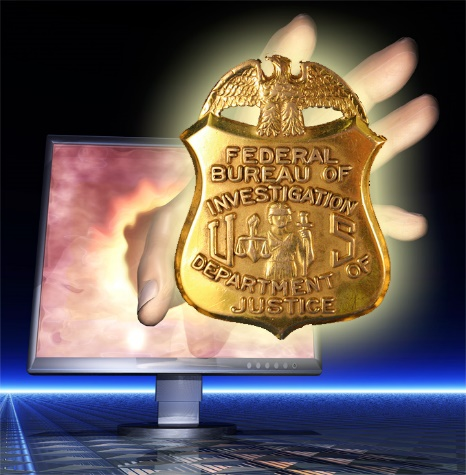 FEDERAL
BUREAU OF
INVESTIGATION
U S
DEPARTMENT OF
JUSTICE